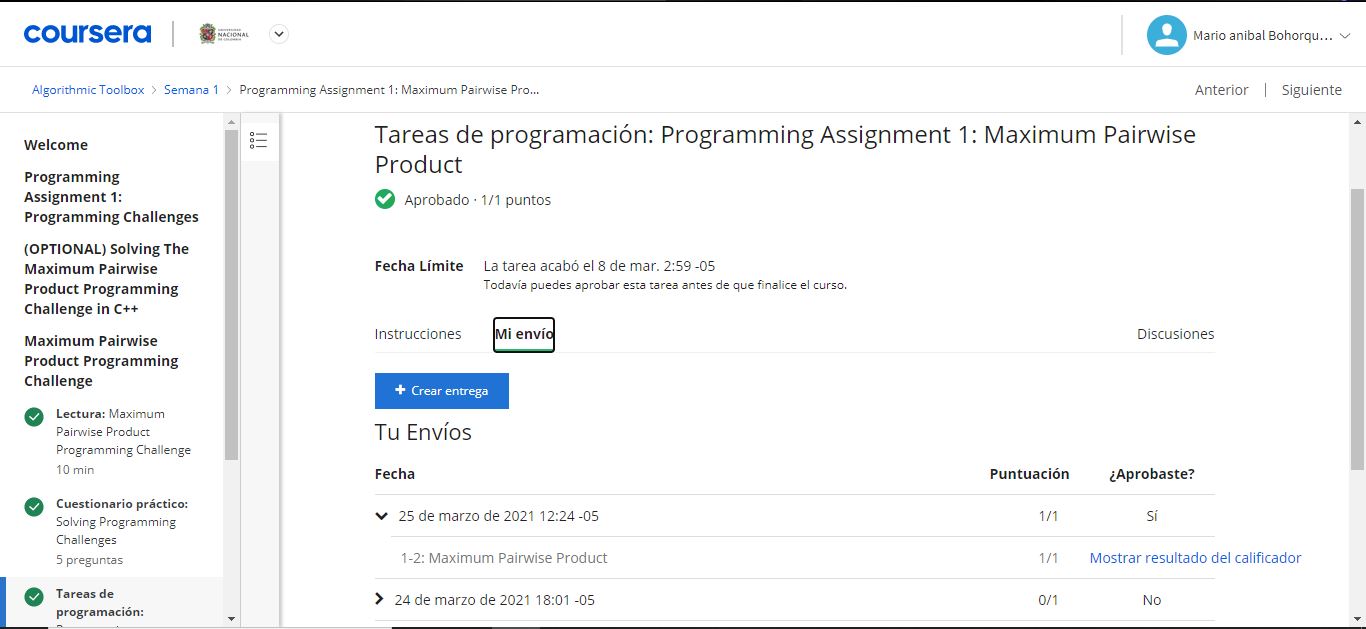 coursera
UNIVERSIDAD
NACIONAL
DE COLOMBIA
Mario anibal Bohorqu...
Algorithmic Toolbox > Semana 1 > Programming Assignment 1: Maximum Pairwise Pro...
Anterior | Siguiente
Welcome
Programming
Assignment 1:
Programming Challenges
(OPTIONAL) Solving The
Maximum Pairwise
Product Programming
Challenge in C++
Maximum Pairwise
Product Programming
Challenge
Lectura: Maximum
Pairwise Product
Programming Challenge
10 min
Cuestionario práctico:
Solving Programming
Challenges
5 preguntas
Tareas de
programación:
Tareas de programación: Programming Assignment 1: Maximum Pairwise
Product
Aprobado · 1/1 puntos
Fecha Límite La tarea acabó el 8 de mar. 2:59 -05
Todavía puedes aprobar esta tarea antes de que finalice el curso.
Instrucciones Mi envío Discusiones
+ Crear entrega
Tu Envíos
Fecha Puntuación ¿Aprobaste?
25 de marzo de 2021 12:24 -05 1/1 Sí
1-2: Maximum Pairwise Product 1/1 Mostrar resultado del calificador
24 de marzo de 2021 18:01 -05 0/1 No